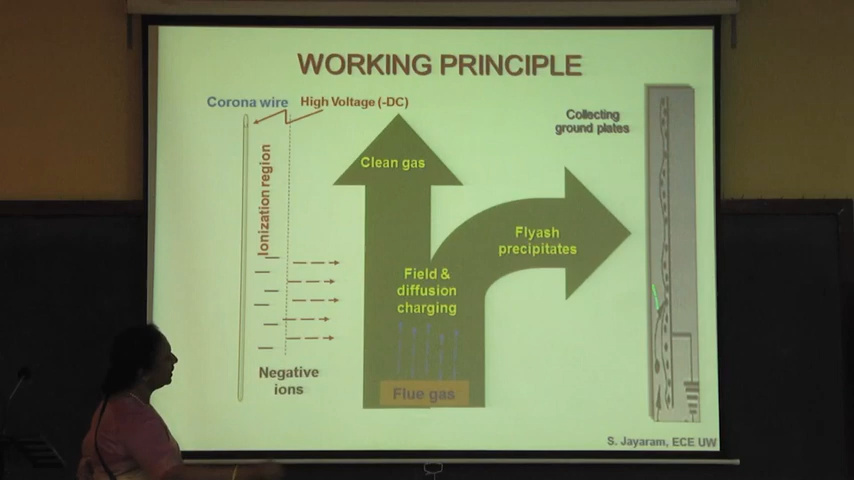 WORKING PRINCIPLE
Corona wire
High Voltage (-DC)
Collecting
ground plates
Ionization region
Clean gas
Flyash
precipitates
Field &
diffusion
charging
Negative
ions
Flue gas
S. Jayaram, ECE UW